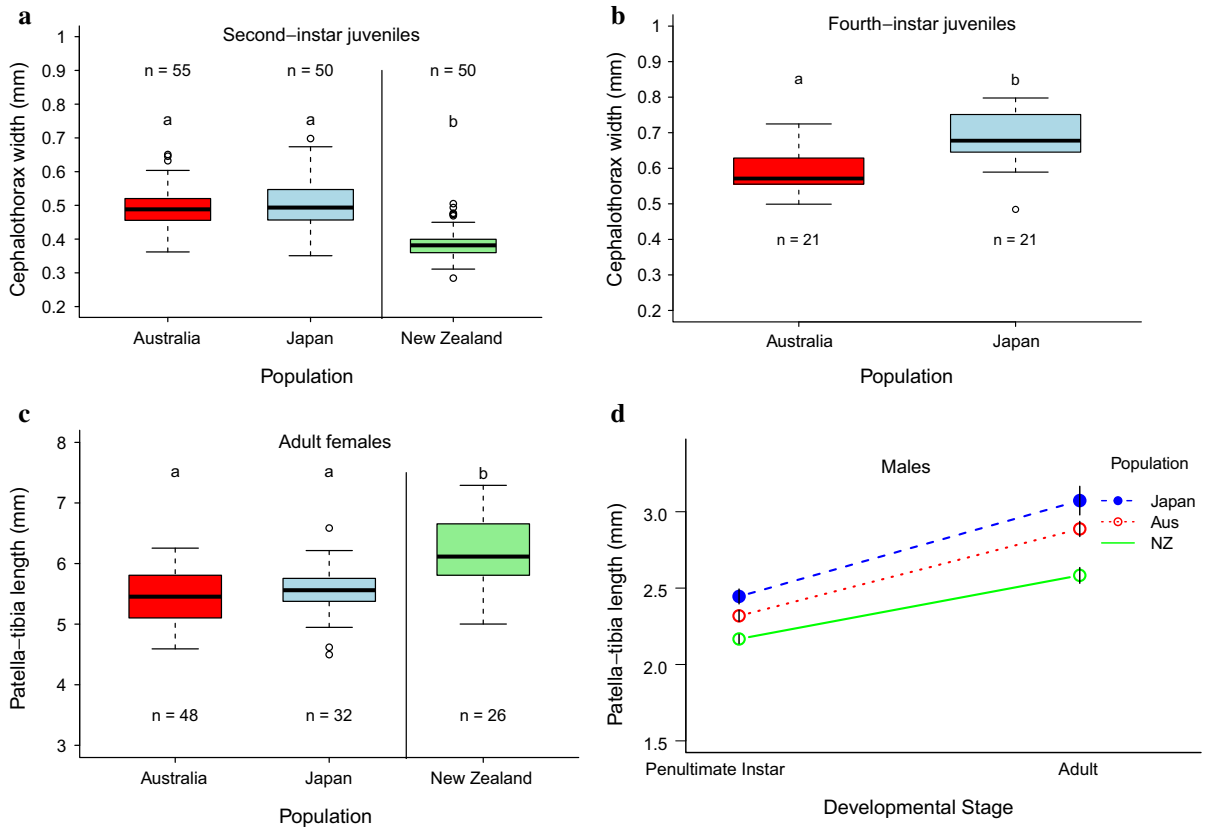 a
Second−instar juveniles
Cephalothorax width (mm)
1
0.9
0.8
0.7
0.6
0.5
0.4
0.3
0.2
n = 55
n = 50
n = 50
a
a
b
Australia
Japan
New Zealand
Population
b
Fourth−instar juveniles
Cephalothorax width (mm)
1
0.9
0.8
0.7
0.6
0.5
0.4
0.3
0.2
a
b
n = 21
n = 21
Australia
Japan
Population
c
Adult females
Patella−tibia length (mm)
8
7
6
5
4
3
a
a
b
n = 48
n = 32
n = 26
Australia
Japan
New Zealand
Population
d
Males
Patella−tibia length (mm)
3.0
2.5
2.0
1.5
Population
Japan
Aus
NZ
Penultimate Instar
Adult
Developmental Stage